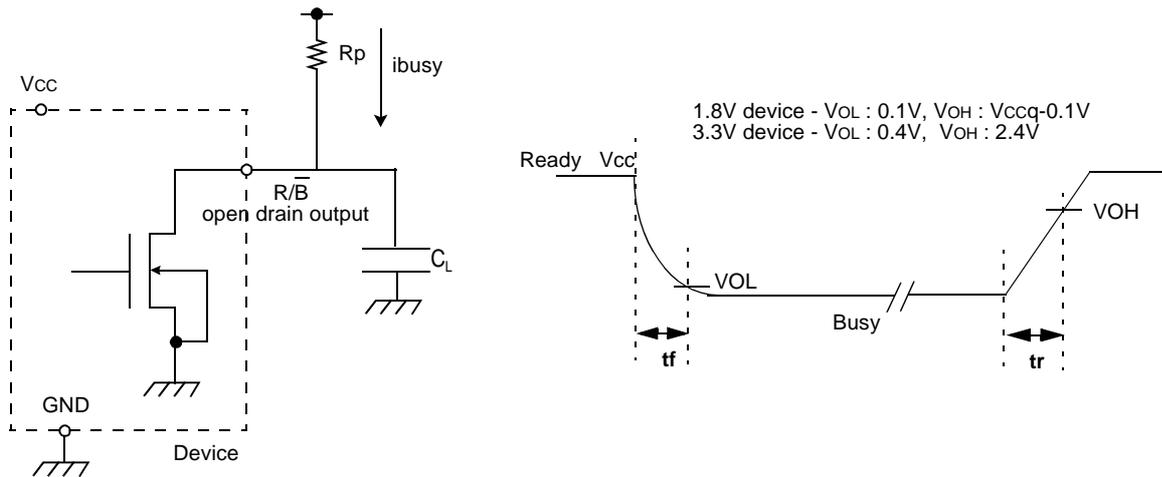 Rp
ibusy
VCC
R/B̅
open drain output
CL
GND
Device
1.8V device - VOL : 0.1V, VOH : VCCq-0.1V
3.3V device - VOL : 0.4V, VOH : 2.4V
Ready Vcc
VOH
VOL
Busy
tf
tr